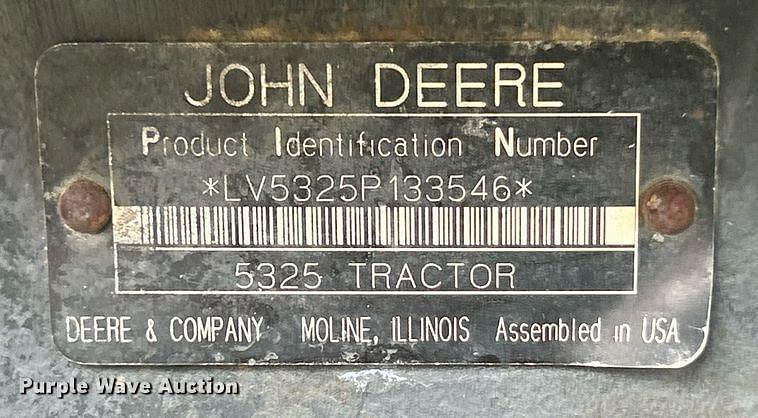 JOHN DEERE
Product Identification Number
*LV5325P133546*
5325 TRACTOR
DEERE & COMPANY MOLINE, ILLINOIS Assembled in USA
Purple Wave Auction